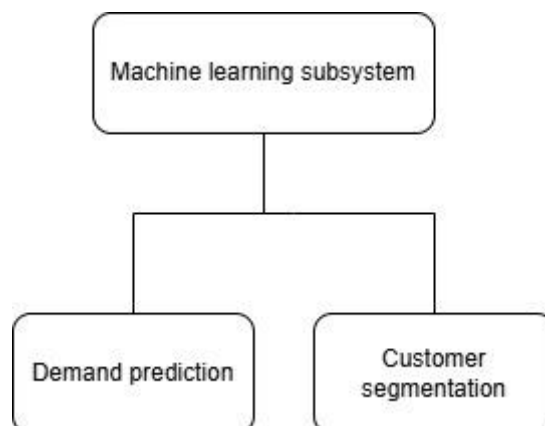 Machine learning subsystem
Demand prediction
Customer
segmentation